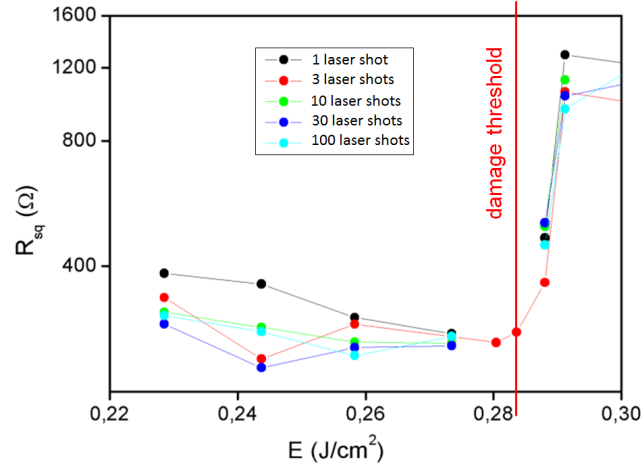 1600
1200
800
400
R_sq (Ω)
1 laser shot
3 laser shots
10 laser shots
30 laser shots
100 laser shots
damage threshold
0,22 0,24 0,26 0,28 0,30
E (J/cm²)